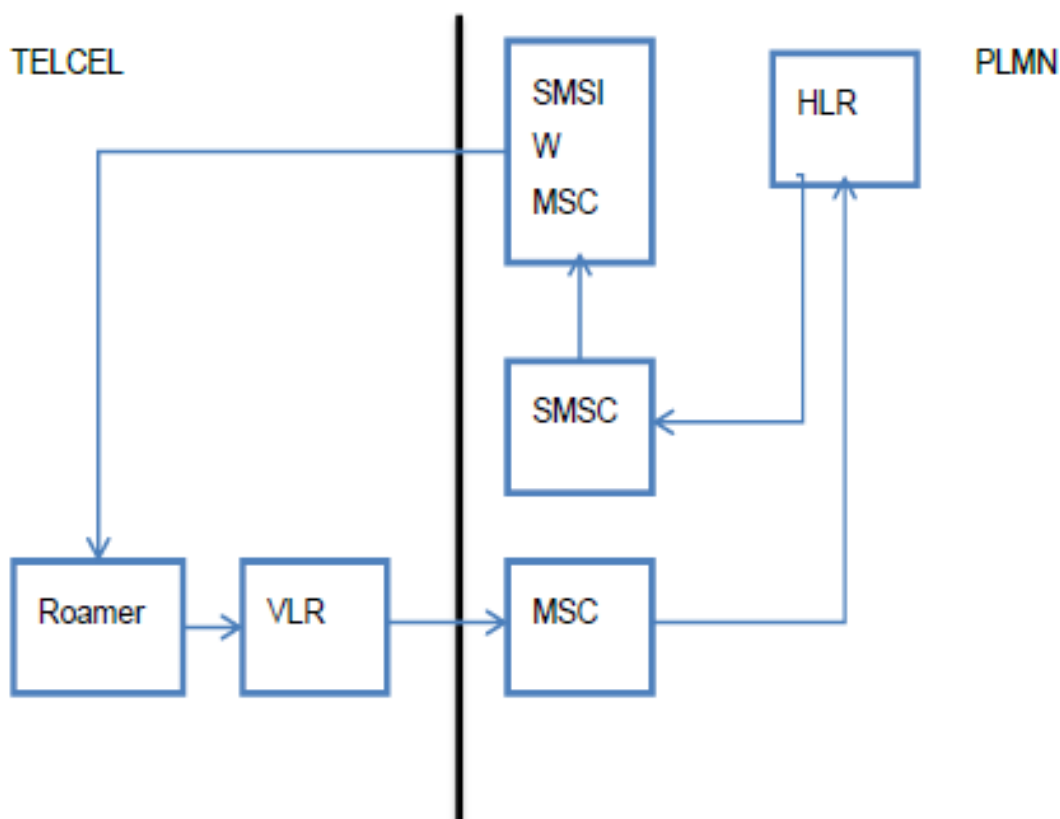 TELCEL
PLMN
SMSI
W
MSC
HLR
SMSC
Roamer
VLR
MSC